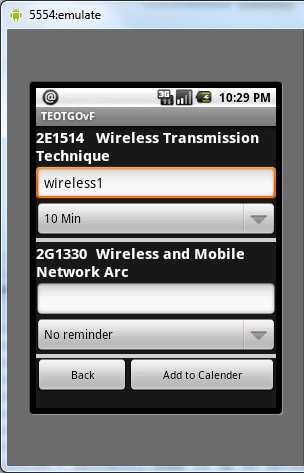 5554:emulate
@ 3G 10:29 PM
TEOTGOvF
2E1514 Wireless Transmission
Technique
wireless1
10 Min
2G1330 Wireless and Mobile
Network Arc
No reminder
Back Add to Calender